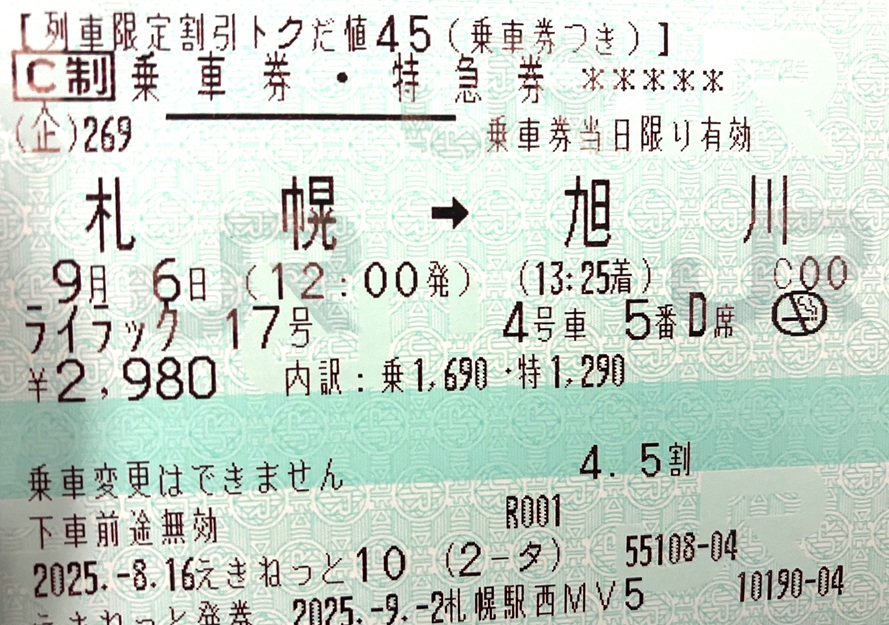 [列車限定割引トクだ値45(乗車券つき)]
C制 乗車券・特急券 *****
(企)269 乗車券当日限り有効
札幌 → 旭川
9月 6日 (12:00発) (13:25着) C00
ライラック 17号 4号車 5番D席
¥2,980 内訳:乗1,690・特1,290
乗車変更はできません 4.5割
下車前途無効 R001
2025.-8.16えきねっと10 (2-タ) 55108-04
えきねっと発券 2025.-9.-2札幌駅西MV5 10190-04